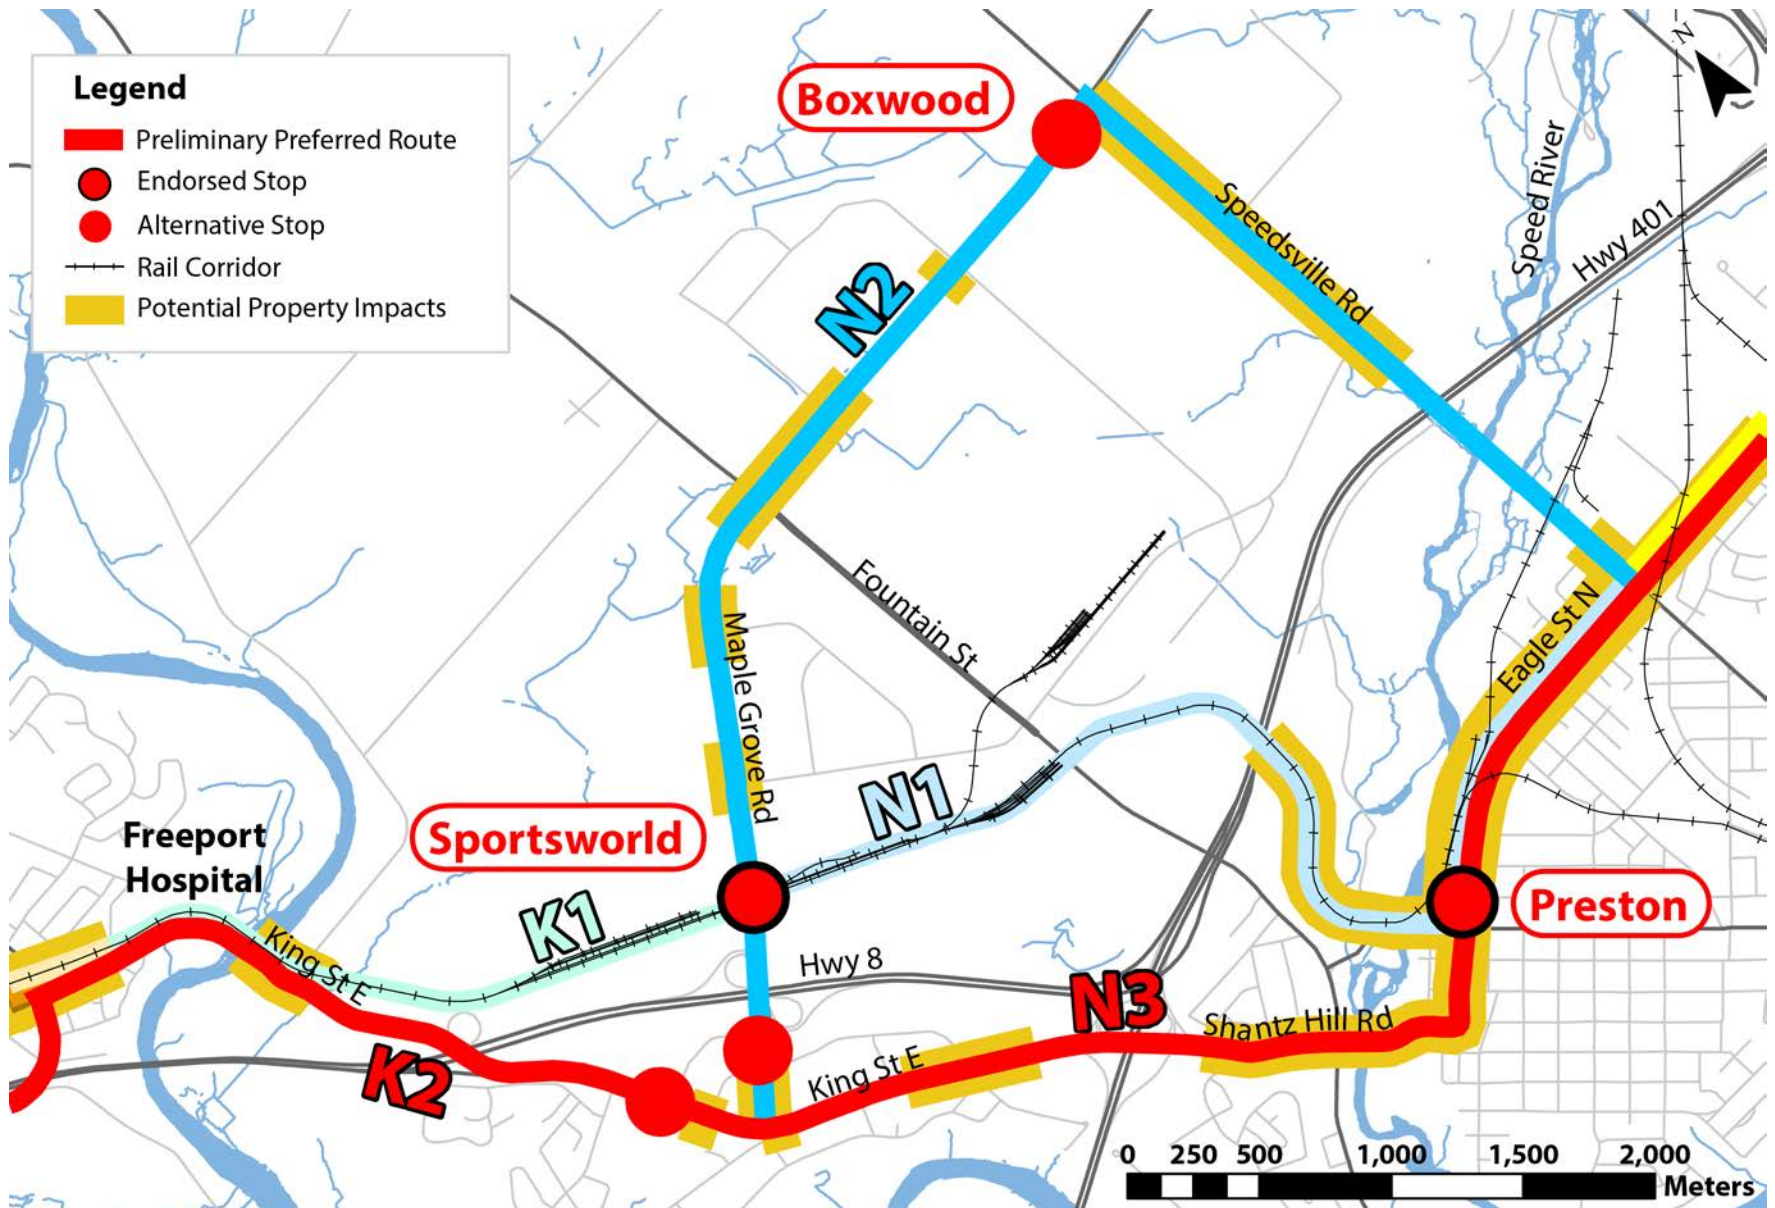 Legend
Preliminary Preferred Route
Endorsed Stop
Alternative Stop
Rail Corridor
Potential Property Impacts
Boxwood
N
Speed River
Hwy 401
Speedsville Rd
N2
Fountain St
Maple Grove Rd
Eagle St N
N1
Sportsworld
Freeport
Hospital
K1
Preston
King St E
Hwy 8
N3
Shantz Hill Rd
K2
King St E
0 250 500 1,000 1,500 2,000
Meters